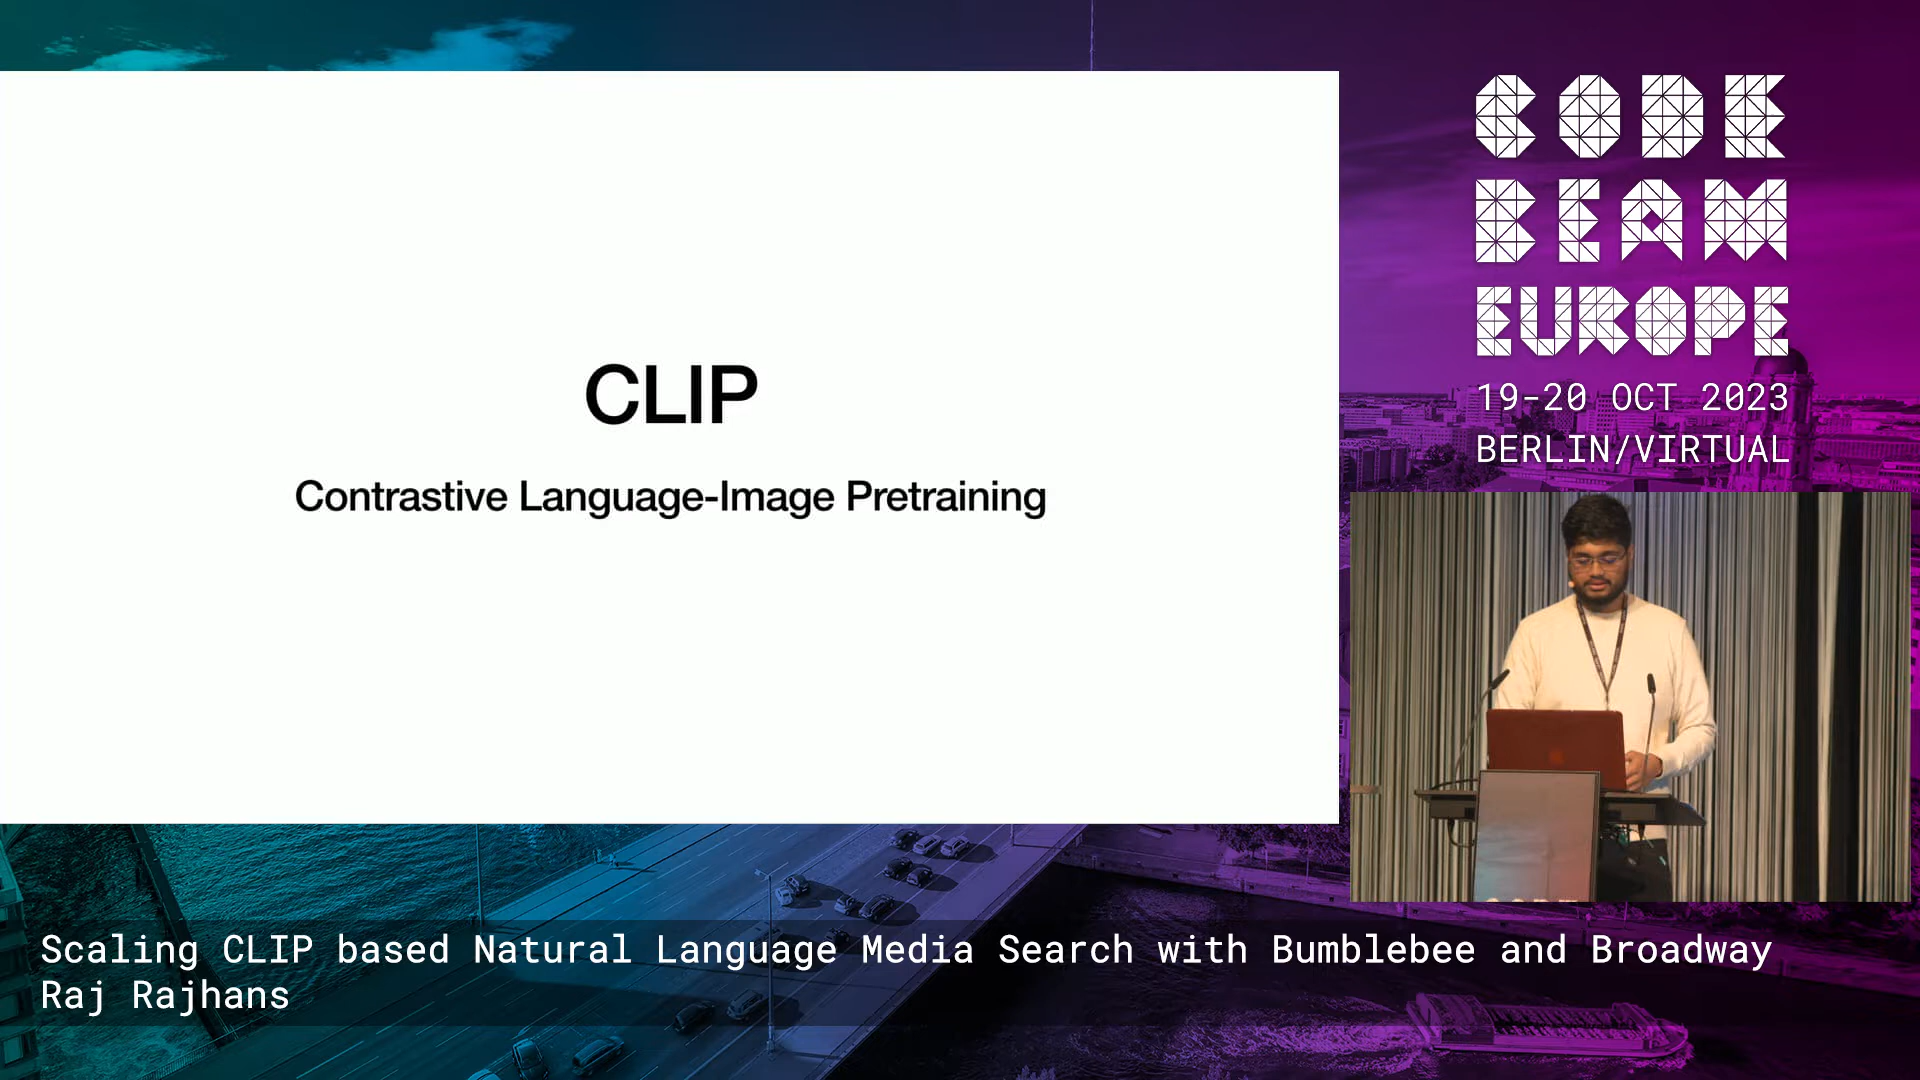 CLIP
Contrastive Language-Image Pretraining
CODE
BEAM
EUROPE
19-20 OCT 2023
BERLIN/VIRTUAL
Scaling CLIP based Natural Language Media Search with Bumblebee and Broadway
Raj Rajhans